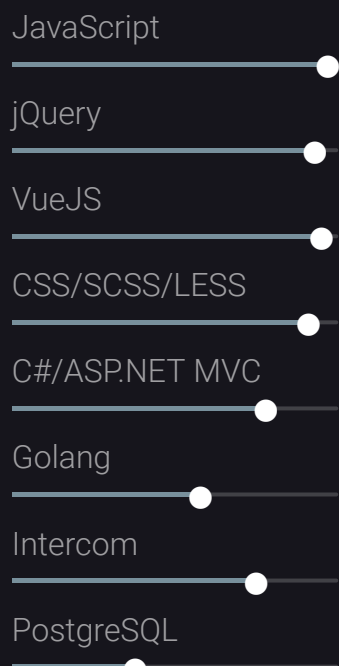 JavaScript
jQuery
VueJS
CSS/SCSS/LESS
C#/ASP.NET MVC
Golang
Intercom
PostgreSQL